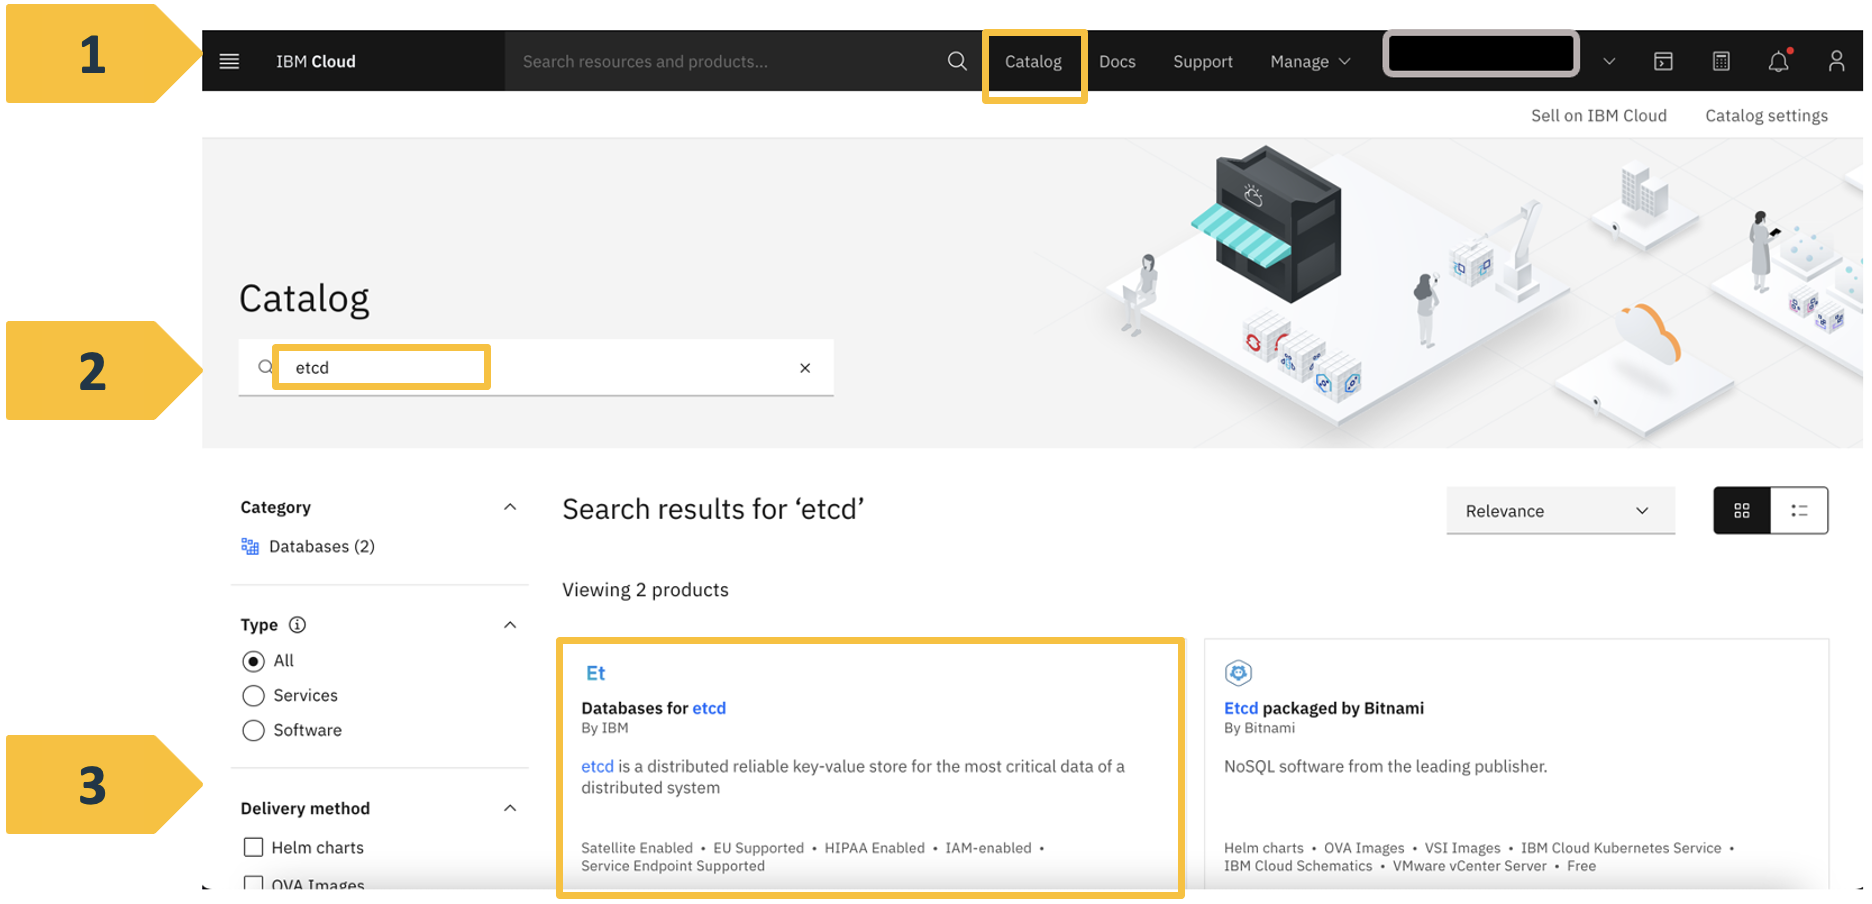 1
IBM Cloud
Search resources and products...
Catalog
Docs
Support
Manage
Sell on IBM Cloud
Catalog settings
Catalog
2
etcd
Category
Databases (2)
Search results for ‘etcd’
Relevance
Viewing 2 products
Type
All
Services
Software
3
Delivery method
Helm charts
OVA Images
Et
Databases for etcd
By IBM
etcd is a distributed reliable key-value store for the most critical data of a
distributed system
Satellite Enabled • EU Supported • HIPAA Enabled • IAM-enabled •
Service Endpoint Supported
Etcd packaged by Bitnami
By Bitnami
NoSQL software from the leading publisher.
Helm charts • OVA Images • VSI Images • IBM Cloud Kubernetes Service •
IBM Cloud Schematics • VMware vCenter Server • Free